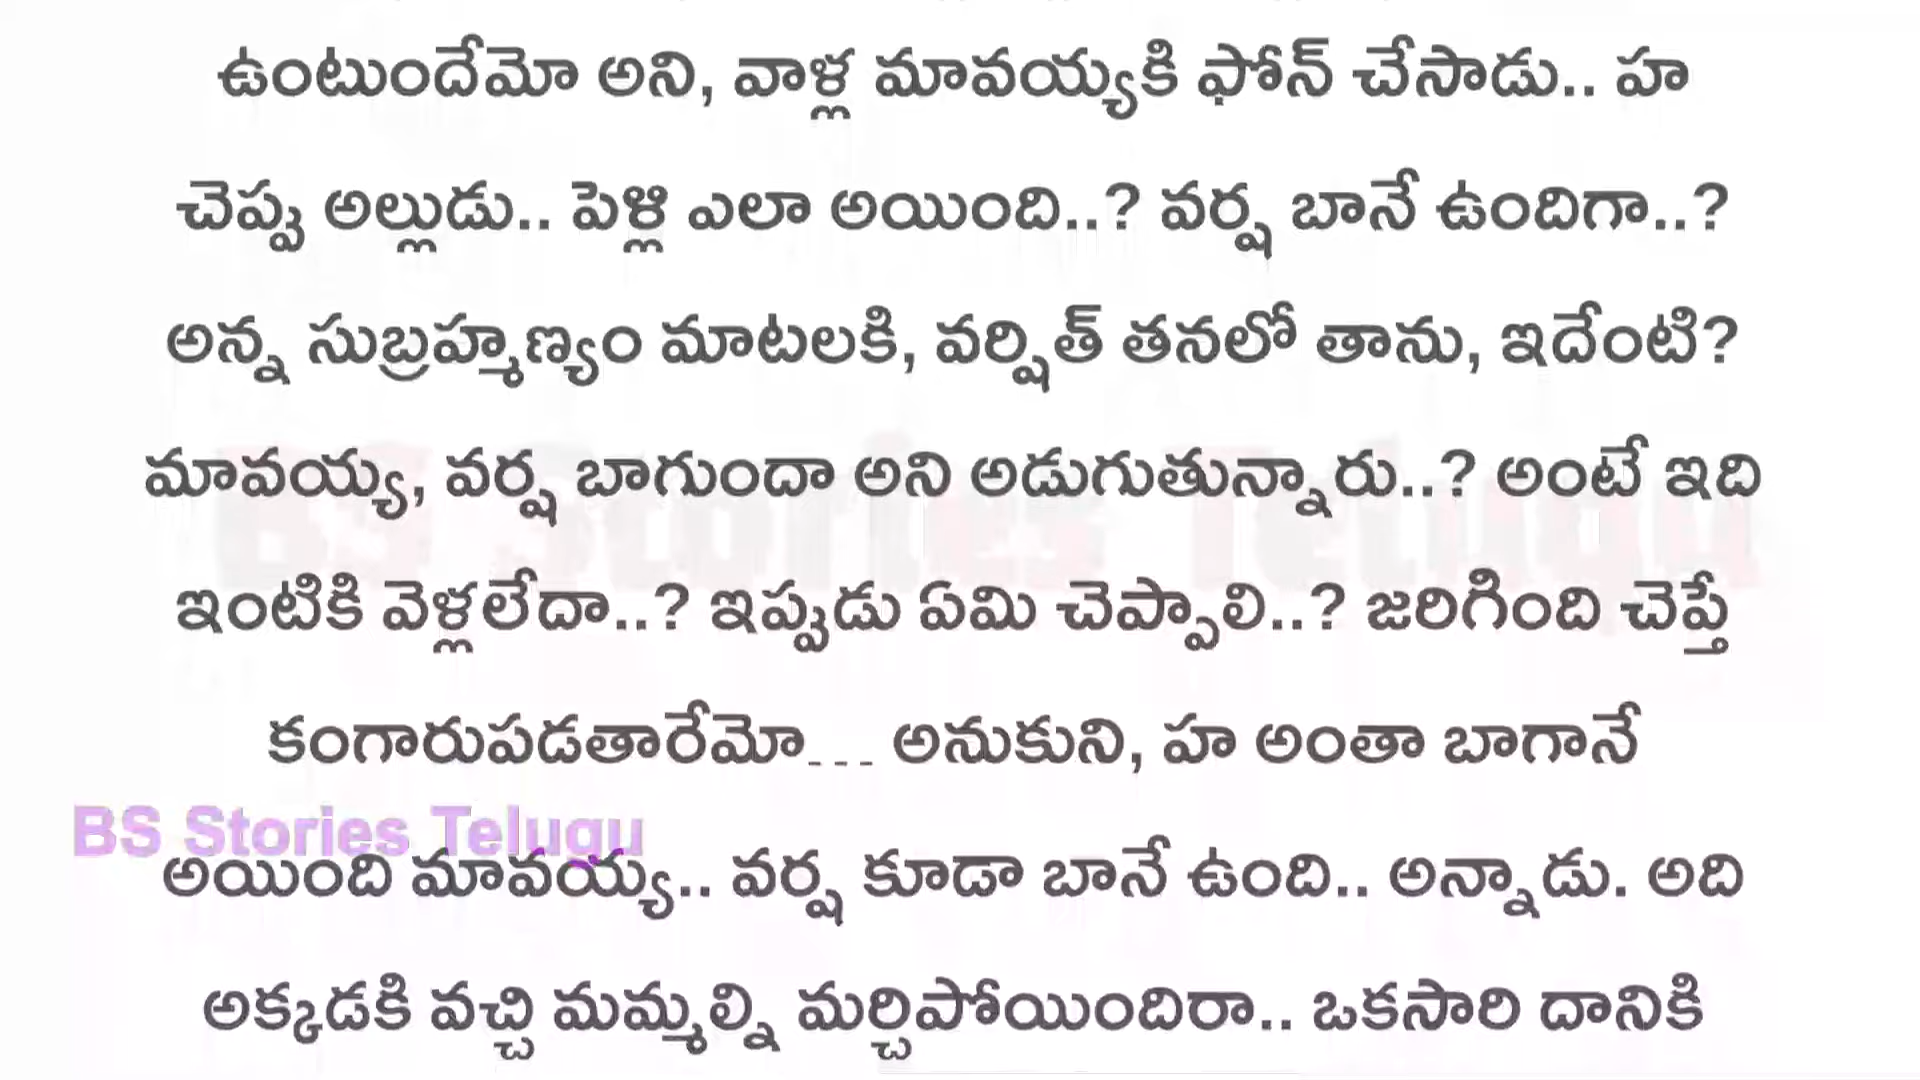 ఉంటుందేమో అని, వాళ్ల మావయ్యకి ఫోన్ చేసాడు.. హ
చెప్పు అల్లుడు.. పెళ్లి ఎలా అయింది..? వర్ష బానే ఉందిగా..?
అన్న సుబ్రహ్మణ్యం మాటలకి, వర్షిత్ తనలో తాను, ఇదేంటి?
మావయ్య, వర్ష బాగుందా అని అడుగుతున్నారు..? అంటే ఇది
ఇంటికి వెళ్లలేదా..? ఇప్పుడు ఏమి చెప్పాలి..? జరిగింది చెప్తే
కంగారుపడతారేమో... అనుకుని, హ అంతా బాగానే
BS Stories Telugu
అయింది మావయ్య.. వర్ష కూడా బానే ఉంది.. అన్నాడు. అది
అక్కడకి వచ్చి మమ్మల్ని మర్చిపోయిందిరా.. ఒకసారి దానికి